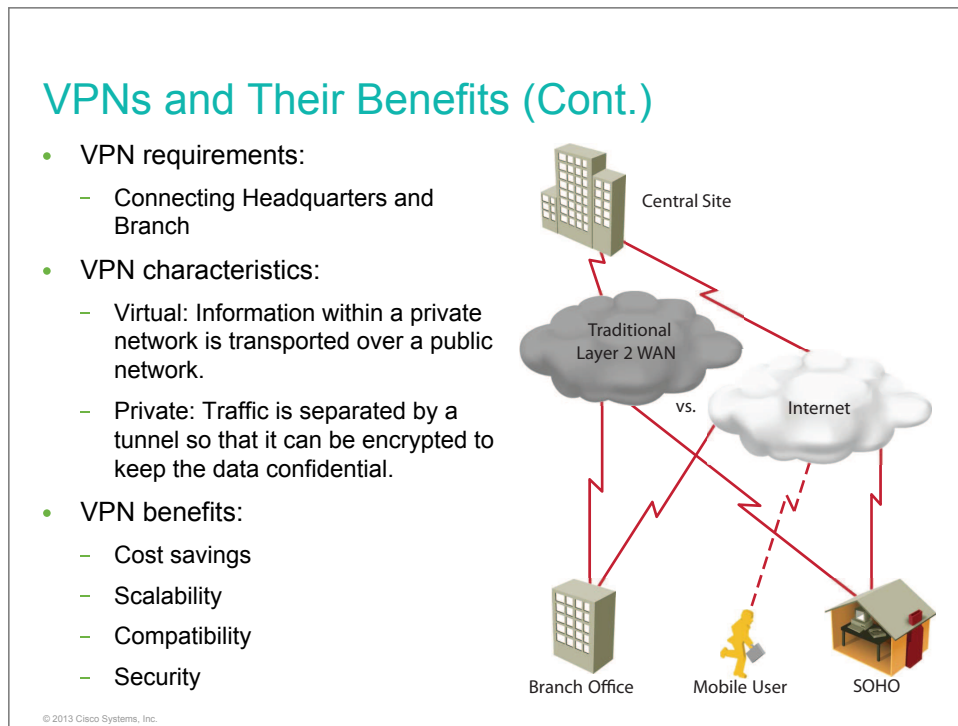 VPNs and Their Benefits (Cont.)
• VPN requirements:
– Connecting Headquarters and
Branch
• VPN characteristics:
– Virtual: Information within a private
network is transported over a public
network.
– Private: Traffic is separated by a
tunnel so that it can be encrypted to
keep the data confidential.
• VPN benefits:
– Cost savings
– Scalability
– Compatibility
– Security
Central Site
Traditional
Layer 2 WAN
vs.
Internet
Branch Office
Mobile User
SOHO
© 2013 Cisco Systems, Inc.